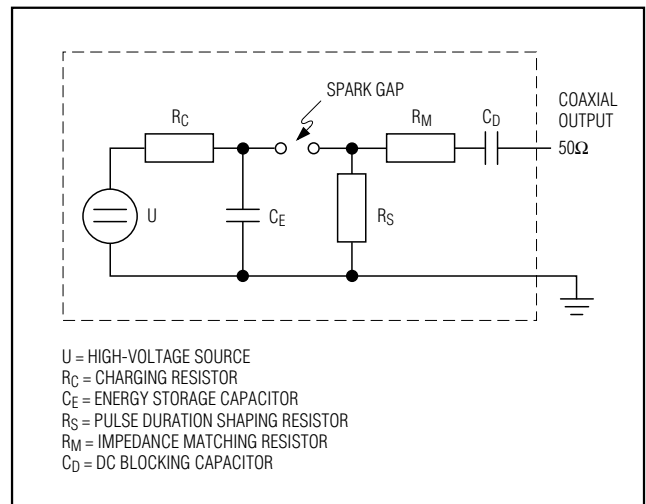 SPARK GAP
COAXIAL
OUTPUT
50Ω
RC
RM
CD
U
CE
RS
U = HIGH-VOLTAGE SOURCE
RC = CHARGING RESISTOR
CE = ENERGY STORAGE CAPACITOR
RS = PULSE DURATION SHAPING RESISTOR
RM = IMPEDANCE MATCHING RESISTOR
CD = DC BLOCKING CAPACITOR